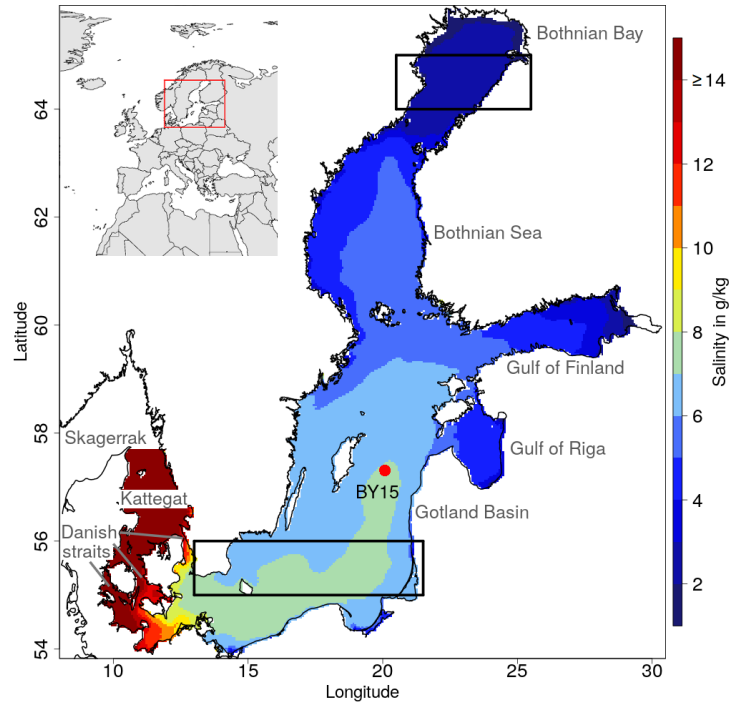 Bothnian Bay
Bothnian Sea
Gulf of Finland
Gulf of Riga
Gotland Basin
BY15
Skagerrak
Kattegat
Danish
straits
Latitude
64
62
60
58
56
54
10
15
20
25
30
Longitude
≥14
12
10
8
6
4
2
Salinity in g/kg